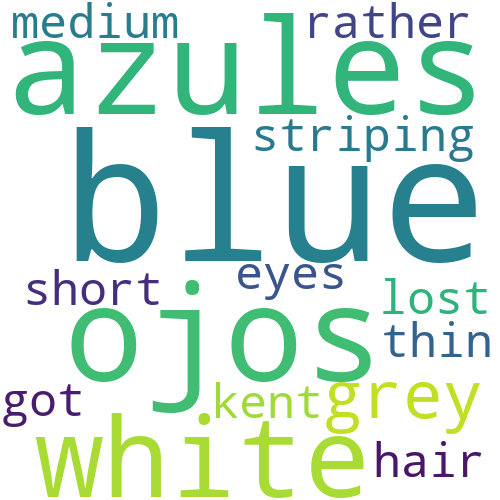 medium rather
azules
striping
blue
eyes
short
lost
ojos
thin
grey
got kent
white
hair